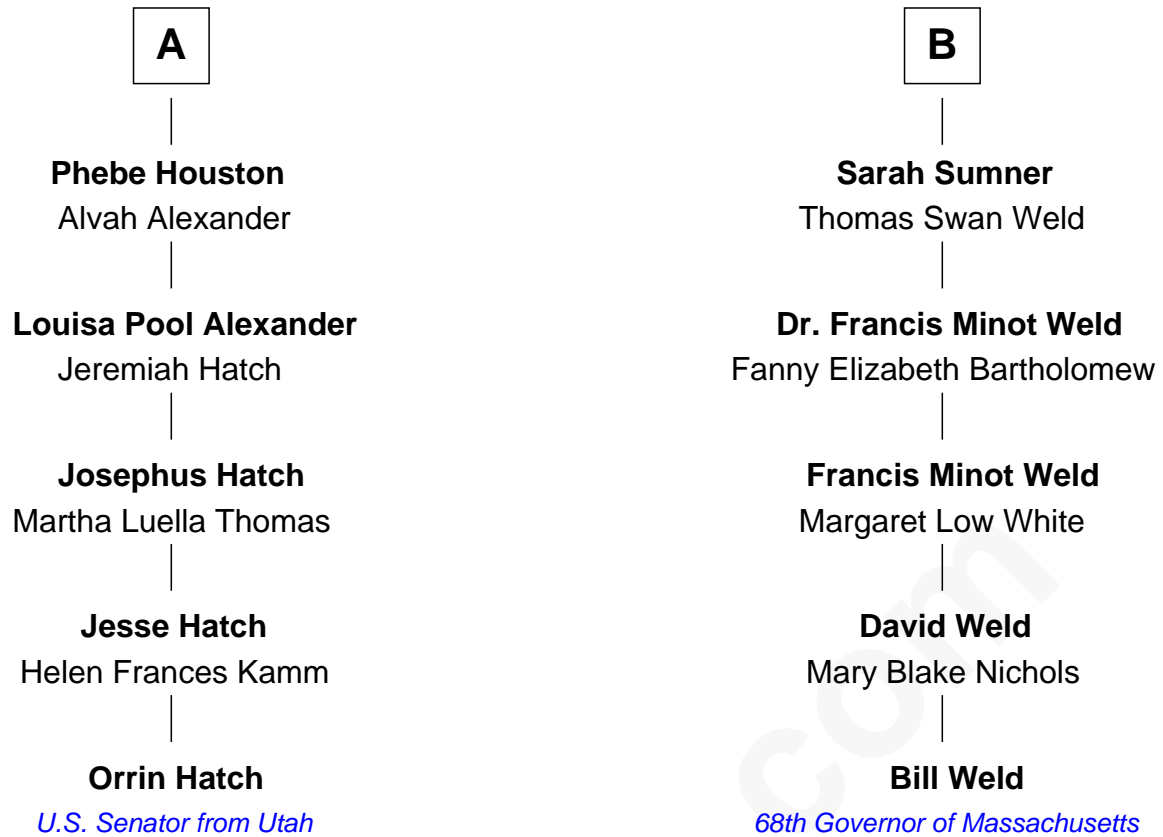 A
Phebe Houston
Alvah Alexander
Louisa Pool Alexander
Jeremiah Hatch
Josephus Hatch
Martha Luella Thomas
Jesse Hatch
Helen Frances Kamm
Orrin Hatch
U.S. Senator from Utah
B
Sarah Sumner
Thomas Swan Weld
Dr. Francis Minot Weld
Fanny Elizabeth Bartholomew
Francis Minot Weld
Margaret Low White
David Weld
Mary Blake Nichols
Bill Weld
68th Governor of Massachusetts
com